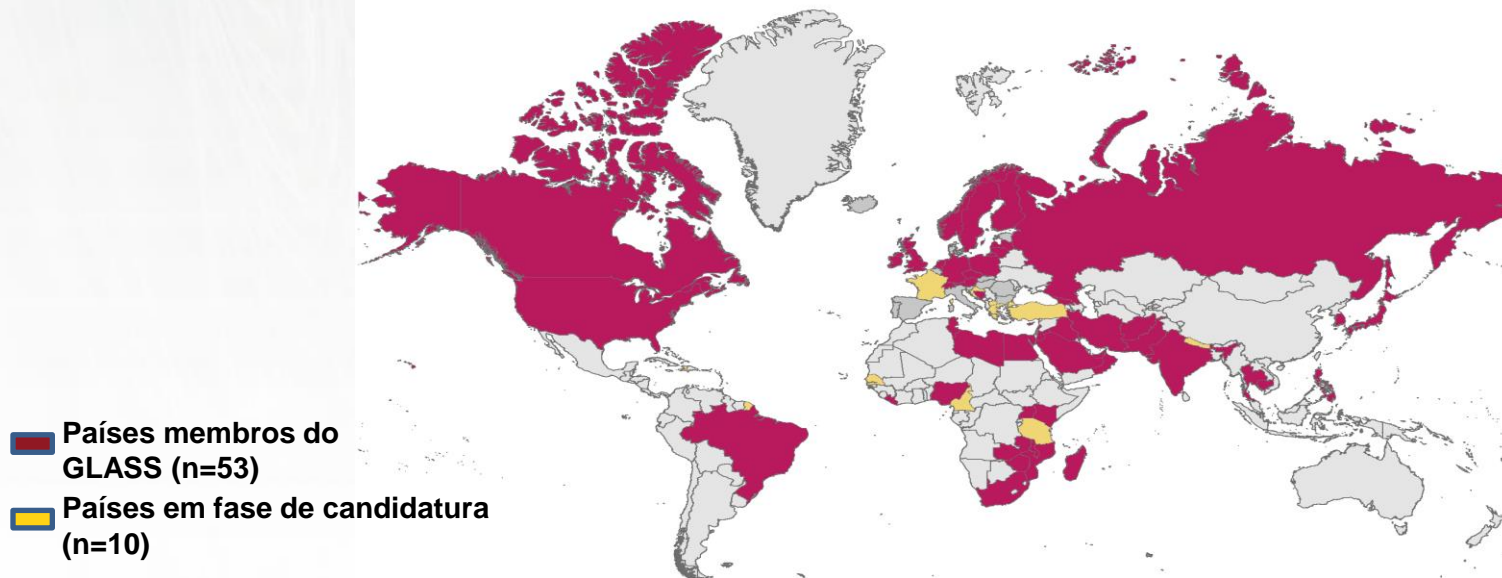 Países membros do
GLASS (n=53)
Países em fase de candidatura
(n=10)